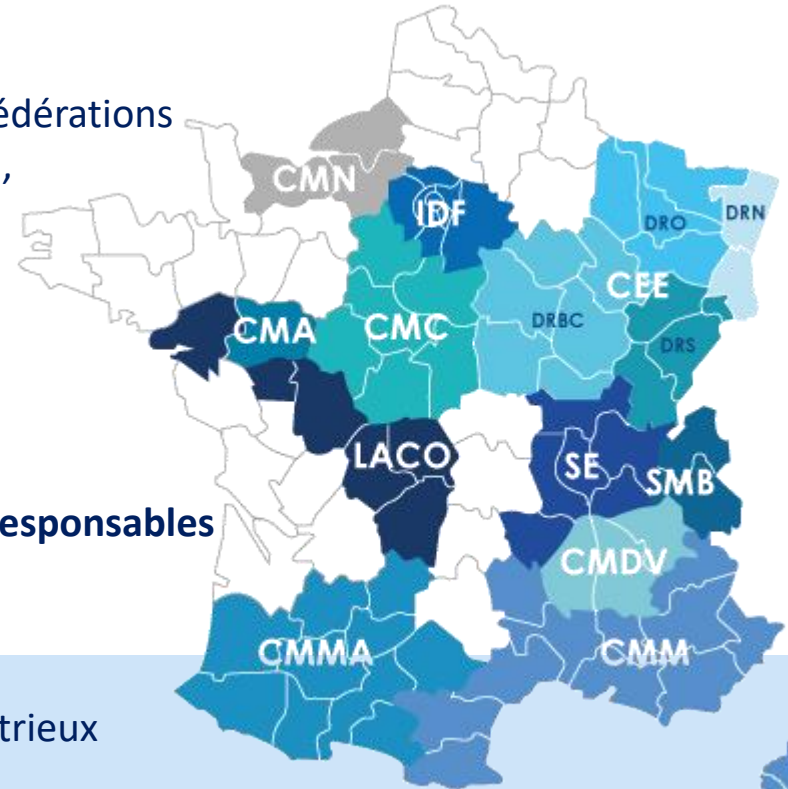 édérations
,
CMN
IDF
DRO
DRN
CEE
CMA
CMC
DRBC
DRS
LACO
SE
SMB
esponsables
CMDV
CMMA
CMM
trieux